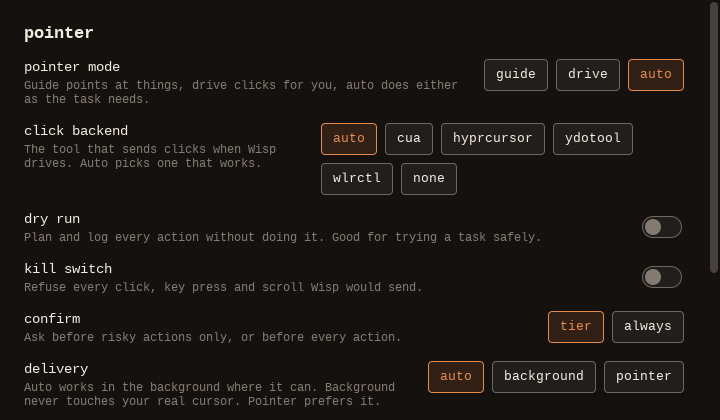 pointer
pointer mode
Guide points at things, drive clicks for you, auto does either
as the task needs.
guide drive auto
click backend
The tool that sends clicks when Wisp
drives. Auto picks one that works.
auto cua hyprcursor ydotool
wlrctl none
dry run
Plan and log every action without doing it. Good for trying a task safely.
kill switch
Refuse every click, key press and scroll Wisp would send.
confirm
Ask before risky actions only, or before every action.
tier always
delivery
Auto works in the background where it can. Background
never touches your real cursor. Pointer prefers it.
auto background pointer